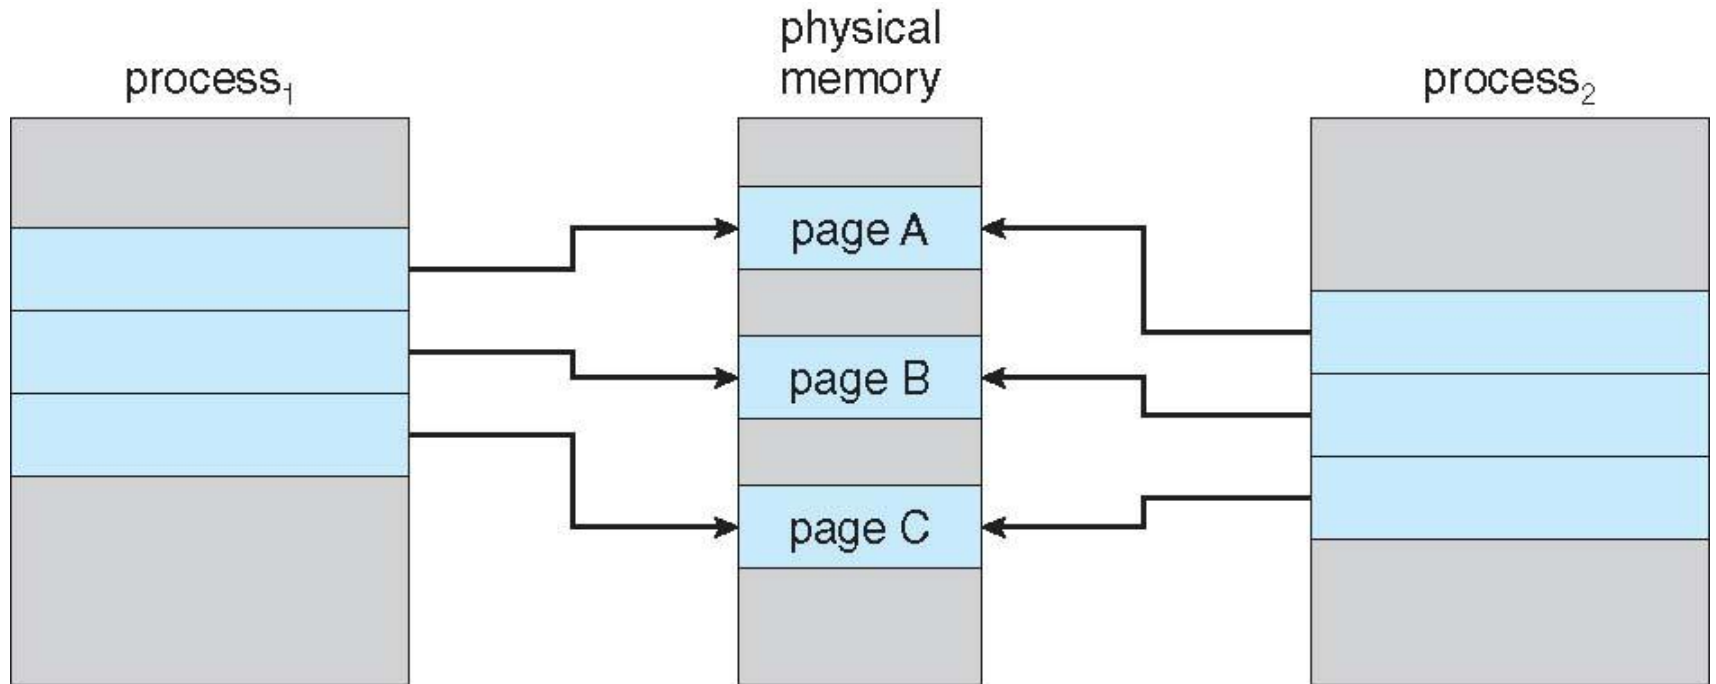 process₁
physical
memory
process₂
page A
page B
page C